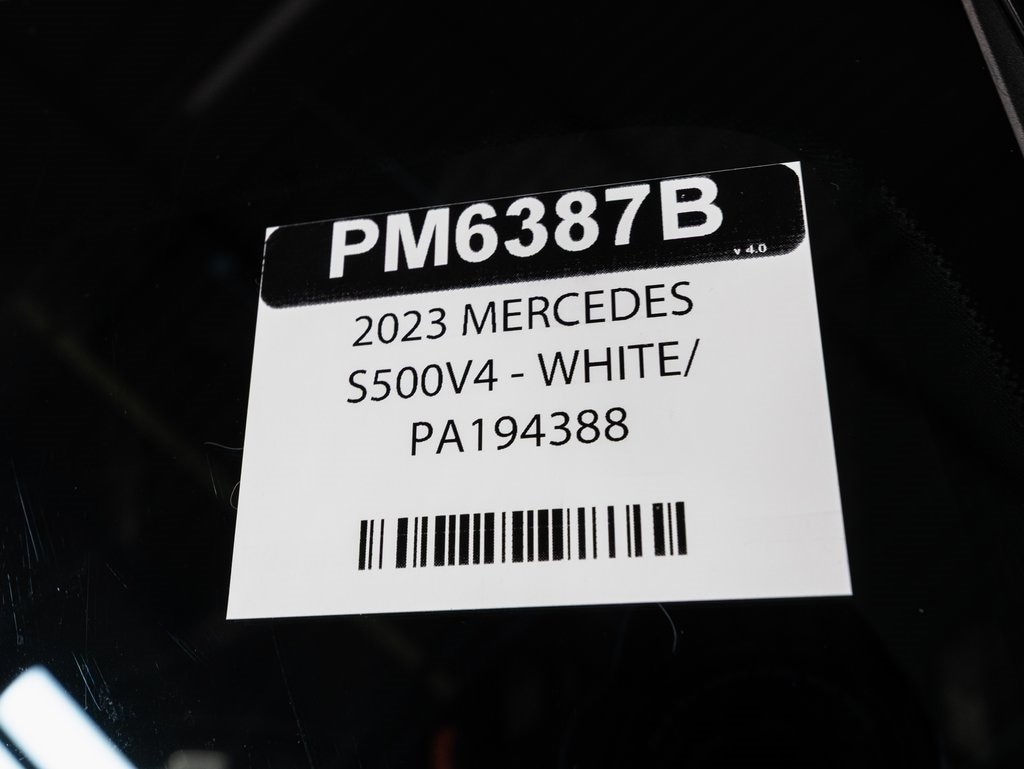 PM6387B
v 4.0
2023 MERCEDES
S500V4 - WHITE/
PA194388